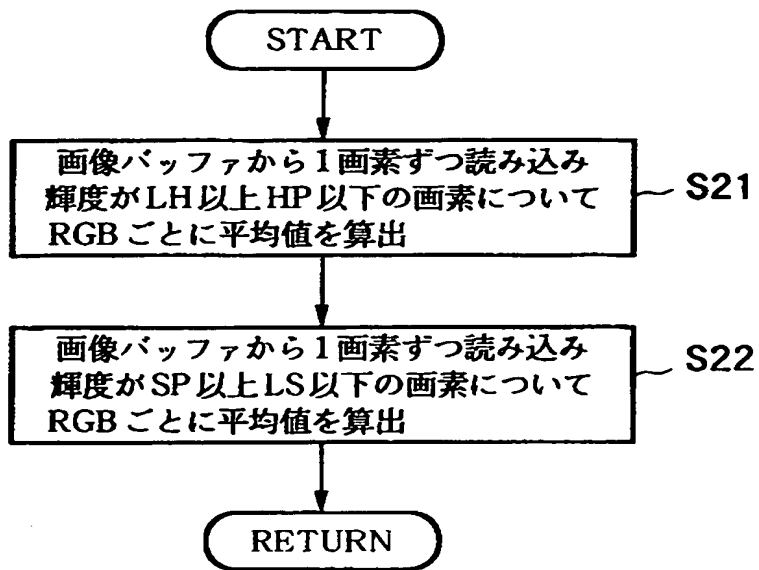 START
画像バッファから1画素ずつ読み込み
輝度がLH以上HP以下の画素について
RGBごとに平均値を算出
S21
画像バッファから1画素ずつ読み込み
輝度がSP以上LS以下の画素について
RGBごとに平均値を算出
S22
RETURN